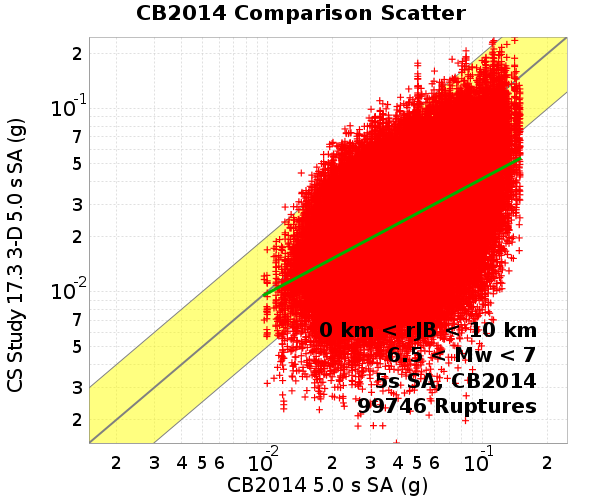 CB2014 Comparison Scatter
CS Study 17.3 3-D 5.0 s SA (g)
2
10-1
7
5
3
2
10-2
7
5
3
2
0 km < rJB < 10 km
6.5 < Mw < 7
5s SA, CB2014
99746 Ruptures
2 3 4 5 6 10-2 2 3 4 5 6 10-1 2
CB2014 5.0 s SA (g)